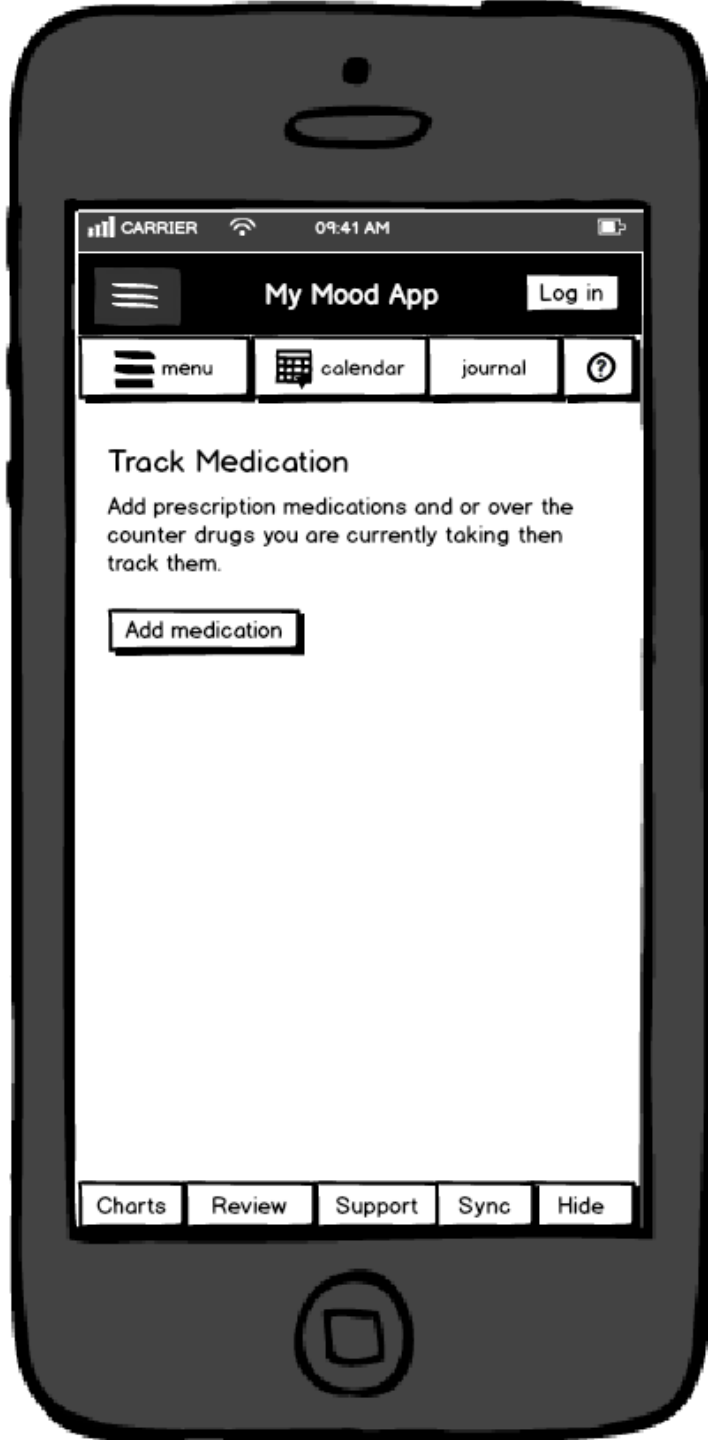 CARRIER 09:41 AM
My Mood App Log in
menu calendar journal ?
Track Medication
Add prescription medications and or over the
counter drugs you are currently taking then
track them.
Add medication
Charts Review Support Sync Hide